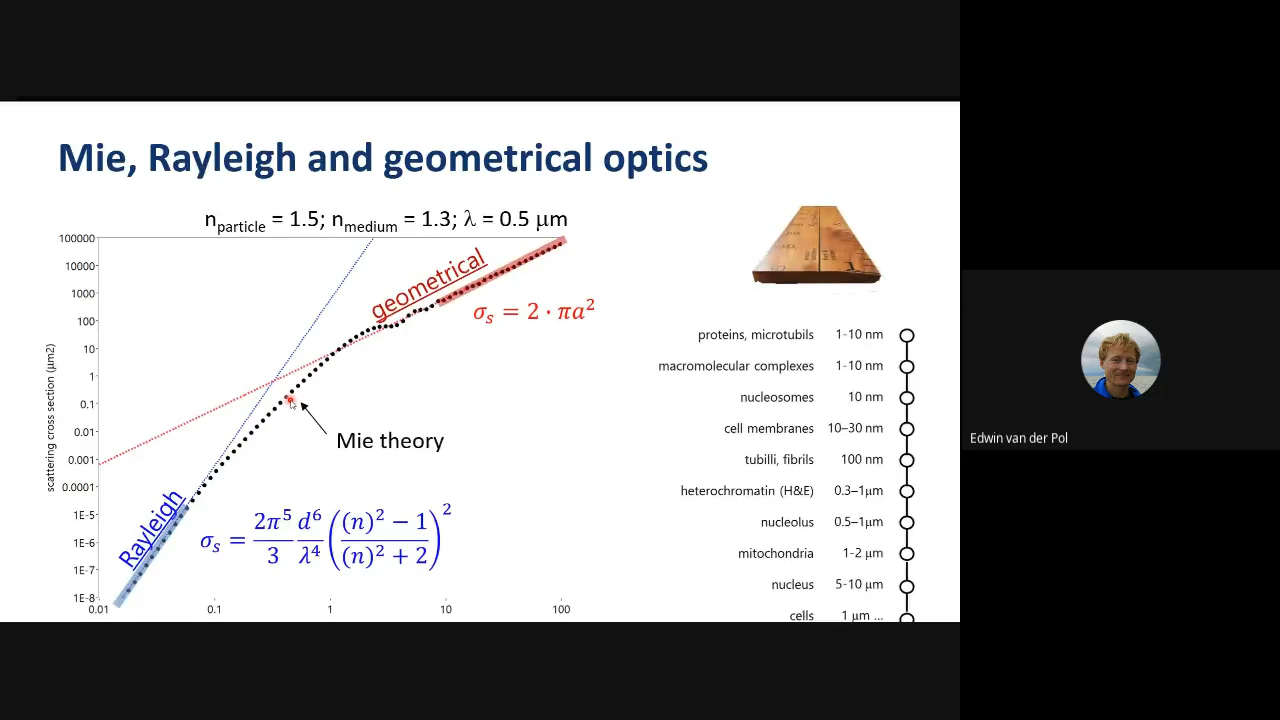 Mie, Rayleigh and geometrical optics
nparticle = 1.5; nmedium = 1.3; λ = 0.5 μm
100000
10000
1000
100
10
1
0.1
0.01
0.001
0.0001
1E-5
1E-6
1E-7
1E-8
scattering cross section (μm2)
0.01 0.1 1 10 100
geometrical
σs = 2 · πa²
Mie theory
Rayleigh
σs = 2π⁵/3 d⁶/λ⁴ ((n)² − 1/(n)² + 2)²
proteins, microtubils 1-10 nm
macromolecular complexes 1-10 nm
nucleosomes 10 nm
cell membranes 10–30 nm
tubilli, fibrils 100 nm
heterochromatin (H&E) 0.3–1μm
nucleolus 0.5–1μm
mitochondria 1-2 μm
nucleus 5-10 μm
cells 1 μm ...
Edwin van der Pol